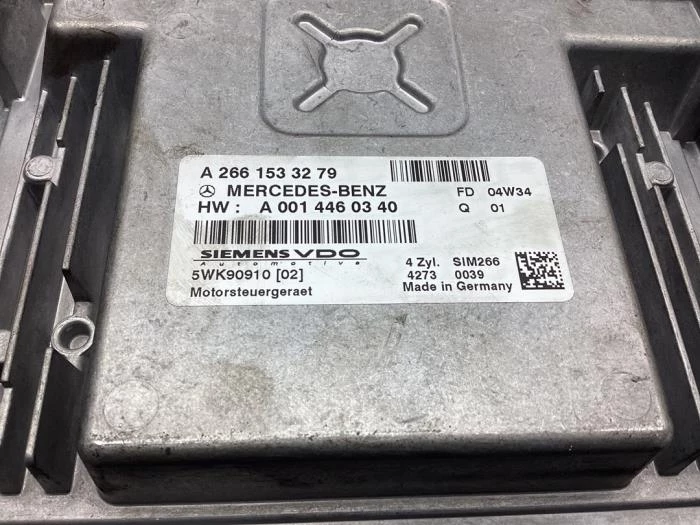 A 266 153 32 79
MERCEDES-BENZ FD 04W34
HW : A 001 446 03 40 Q 01
SIEMENS VDO
Automotive
5WK90910 [02] 4 Zyl. SIM266
4273 0039
Motorsteuergeraet Made in Germany